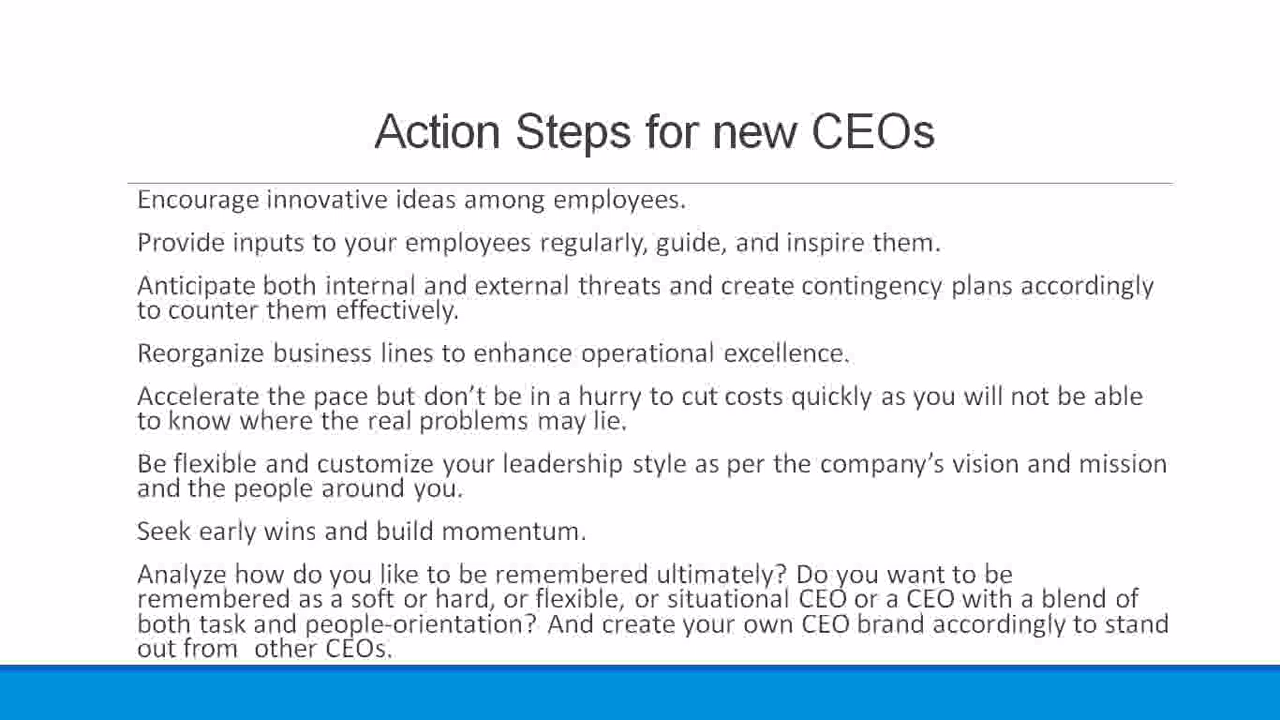 Action Steps for new CEOs
Encourage innovative ideas among employees.
Provide inputs to your employees regularly, guide, and inspire them.
Anticipate both internal and external threats and create contingency plans accordingly
to counter them effectively.
Reorganize business lines to enhance operational excellence.
Accelerate the pace but don’t be in a hurry to cut costs quickly as you will not be able
to know where the real problems may lie.
Be flexible and customize your leadership style as per the company’s vision and mission
and the people around you.
Seek early wins and build momentum.
Analyze how do you like to be remembered ultimately? Do you want to be
remembered as a soft or hard, or flexible, or situational CEO or a CEO with a blend of
both task and people-orientation? And create your own CEO brand accordingly to stand
out from  other CEOs.